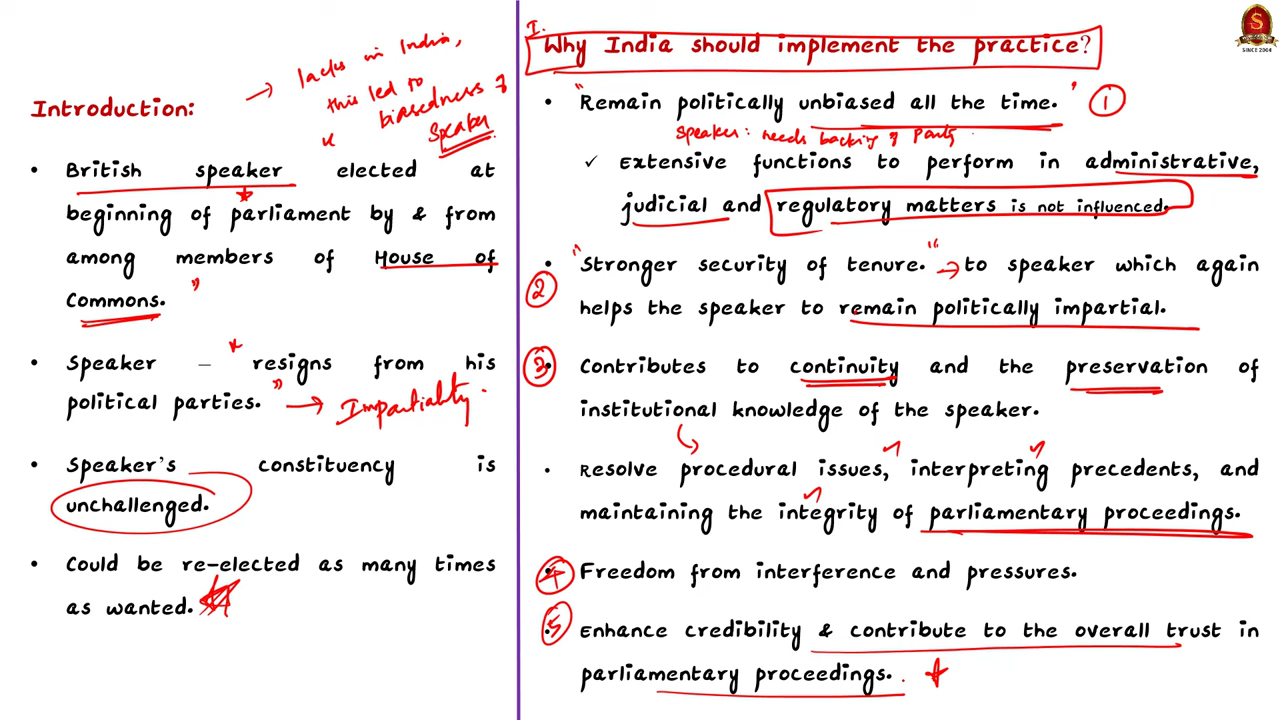 Introduction:
→ lacks in India,
this led to
biasedness of
Speaker
• British speaker elected at
beginning of parliament by & from
among members of House of
Commons. "
• Speaker – resigns from his
political parties. " → Impartiality.
• Speaker's constituency is
unchallenged.
• Could be re-elected as many times
as wanted.
I.
Why India should implement the practice?
• "Remain politically unbiased all the time." ①
Speaker: needs backing of Party
✓ Extensive functions to perform in administrative,
judicial and regulatory matters is not influenced.
• "Stronger security of tenure." → to speaker which again
② helps the speaker to remain politically impartial.
③ Contributes to continuity and the preservation of
institutional knowledge of the speaker.
• Resolve procedural issues, interpreting precedents, and
maintaining the integrity of parliamentary proceedings.
④ Freedom from interference and pressures.
⑤ Enhance credibility & contribute to the overall trust in
parliamentary proceedings.
S
SINCE 2004